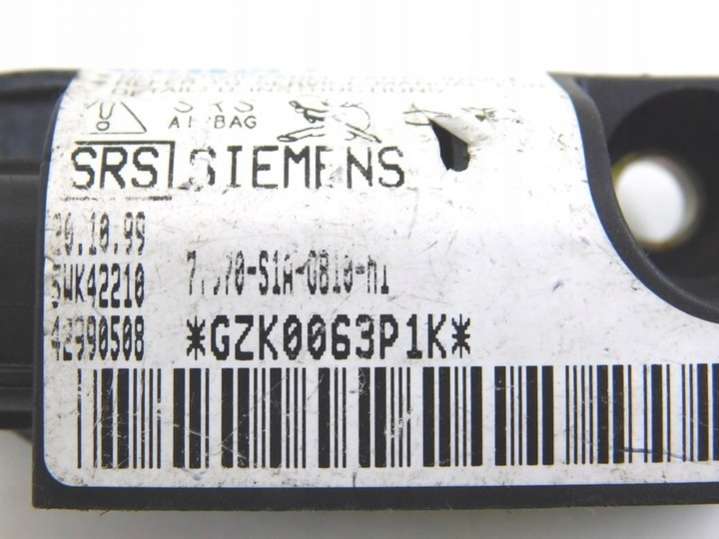 SRS
AIRBAG
SRS SIEMENS
20.10.99
5WK42210
42990508
*GZK0063P1K*